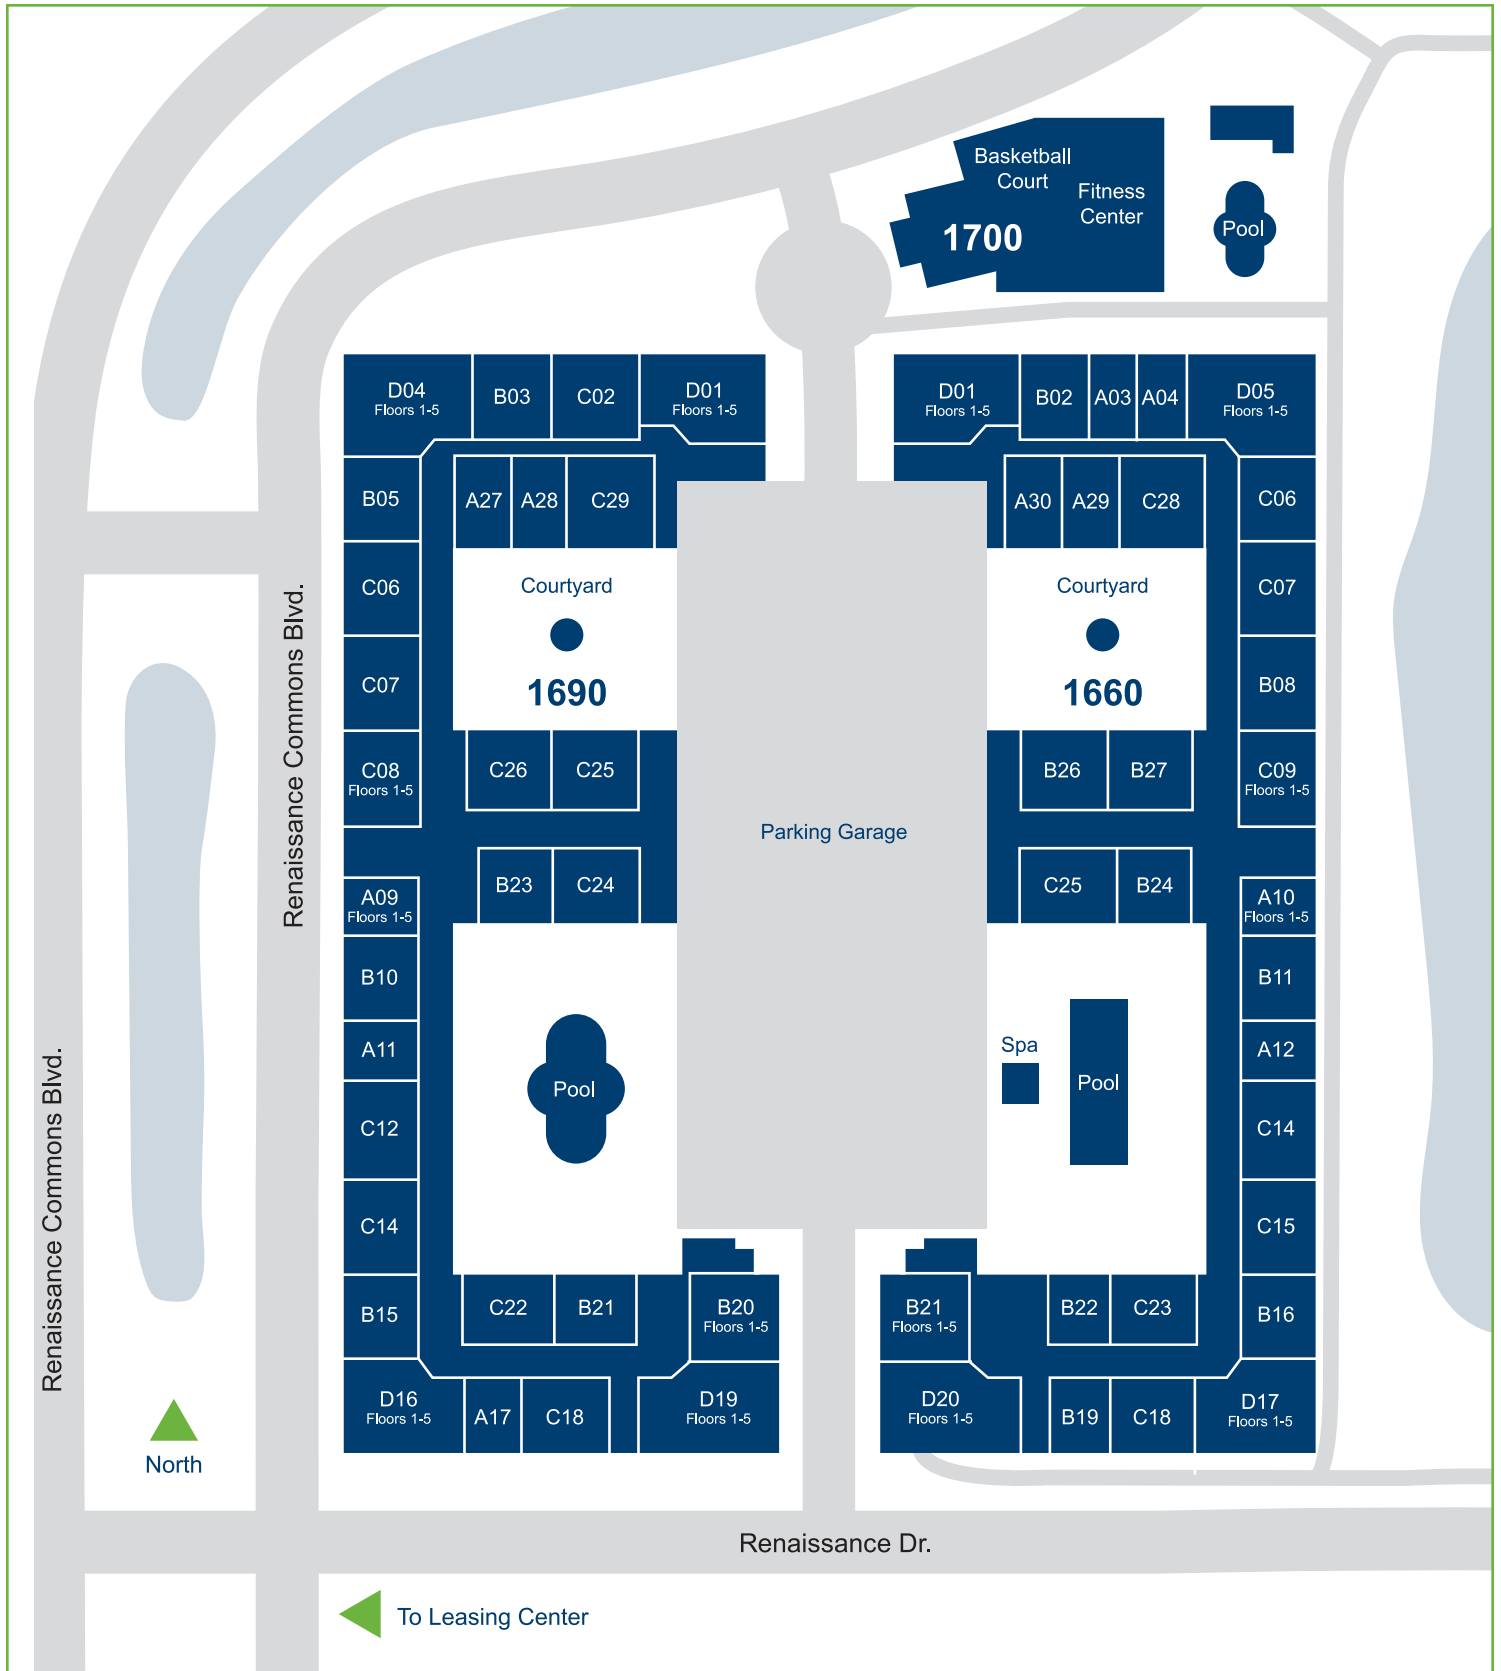 Basketball
Court
Fitness
Center
1700
Pool
D04
Floors 1-5
B03
C02
D01
Floors 1-5
D01
Floors 1-5
B02
A03
A04
D05
Floors 1-5
B05
A27
A28
C29
A30
A29
C28
C06
C06
Courtyard
Courtyard
C07
C07
1690
1660
B08
C08
Floors 1-5
C26
C25
B26
B27
C09
Floors 1-5
Parking Garage
A09
Floors 1-5
B23
C24
C25
B24
A10
Floors 1-5
B10
B11
A11
Spa
A12
Pool
Pool
C12
C14
C14
C15
B15
C22
B21
B20
Floors 1-5
B21
Floors 1-5
B22
C23
B16
D16
Floors 1-5
A17
C18
D19
Floors 1-5
D20
Floors 1-5
B19
C18
D17
Floors 1-5
Renaissance Commons Blvd.
Renaissance Commons Blvd.
North
Renaissance Dr.
To Leasing Center